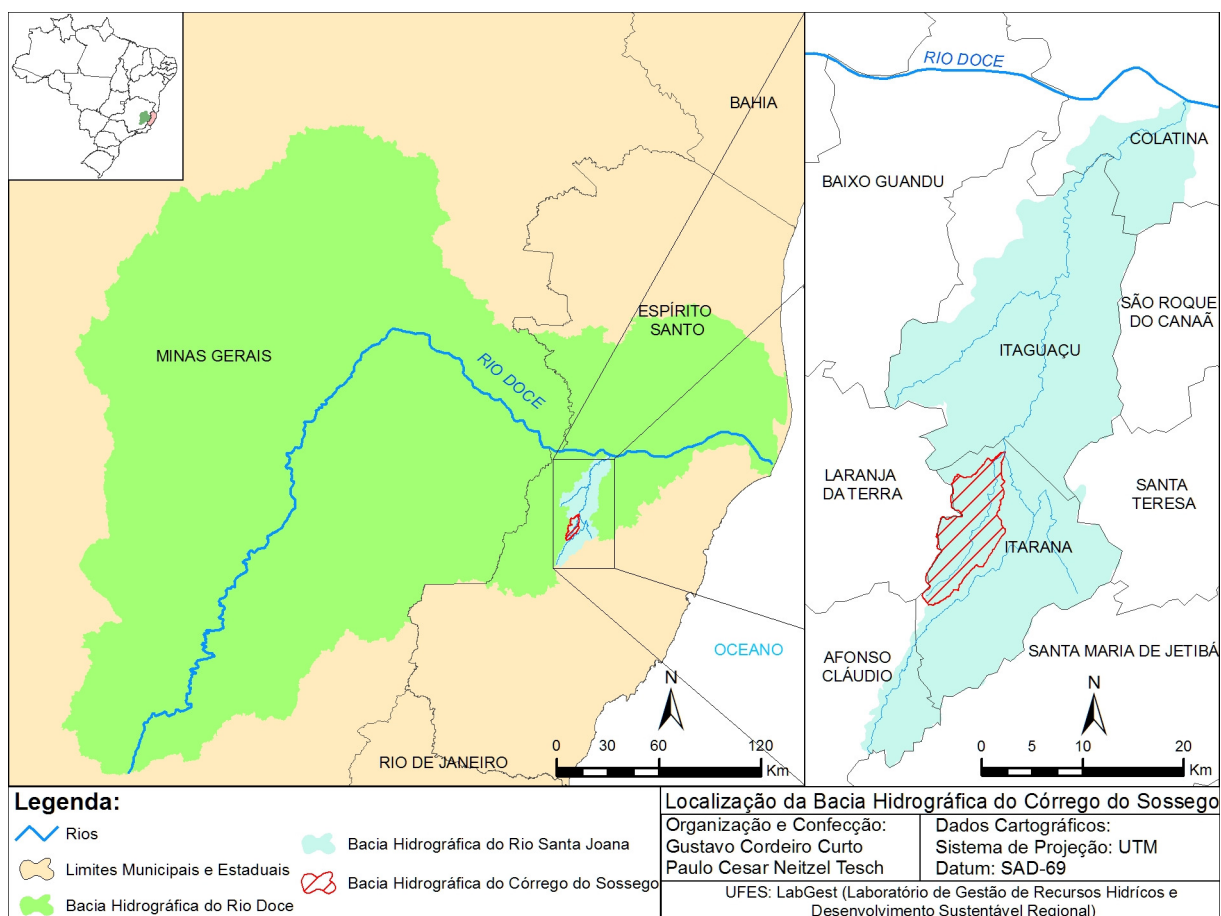 BAHIA
ESPÍRITO
SANTO
MINAS GERAIS
RIO DOCE
OCEANO
RIO DE JANEIRO
N
0 30 60 120
Km
RIO DOCE
COLATINA
BAIXO GUANDU
SÃO ROQUE
DO CANAÃ
ITAGUAÇU
LARANJA
DA TERRA
SANTA
TERESA
ITARANA
AFONSO
CLÁUDIO
SANTA MARIA DE JETIBÁ
N
0 5 10 20
Km
Legenda:
Rios
Limites Municipais e Estaduais
Bacia Hidrográfica do Rio Doce
Bacia Hidrográfica do Rio Santa Joana
Bacia Hidrográfica do Córrego do Sossego
Localização da Bacia Hidrográfica do Córrego do Sossego
Organização e Confecção:
Gustavo Cordeiro Curto
Paulo Cesar Neitzel Tesch
Dados Cartográficos:
Sistema de Projeção: UTM
Datum: SAD-69
UFES: LabGest (Laboratório de Gestão de Recursos Hidrícos e
Desenvolvimento Sustentável Regional)